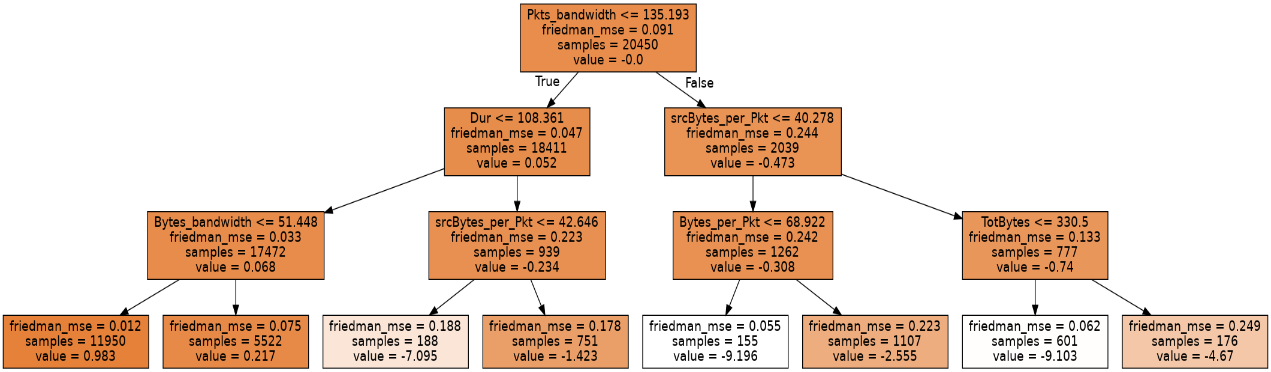 Pkts_bandwidth <= 135.193
friedman_mse = 0.091
samples = 20450
value = -0.0
True
False
Dur <= 108.361
friedman_mse = 0.047
samples = 18411
value = 0.052
srcBytes_per_Pkt <= 40.278
friedman_mse = 0.244
samples = 2039
value = -0.473
Bytes_bandwidth <= 51.448
friedman_mse = 0.033
samples = 17472
value = 0.068
srcBytes_per_Pkt <= 42.646
friedman_mse = 0.223
samples = 939
value = -0.234
Bytes_per_Pkt <= 68.922
friedman_mse = 0.242
samples = 1262
value = -0.308
TotBytes <= 330.5
friedman_mse = 0.133
samples = 777
value = -0.74
friedman_mse = 0.012
samples = 11950
value = 0.983
friedman_mse = 0.075
samples = 5522
value = 0.217
friedman_mse = 0.188
samples = 188
value = -7.095
friedman_mse = 0.178
samples = 751
value = -1.423
friedman_mse = 0.055
samples = 155
value = -9.196
friedman_mse = 0.223
samples = 1107
value = -2.555
friedman_mse = 0.062
samples = 601
value = -9.103
friedman_mse = 0.249
samples = 176
value = -4.67